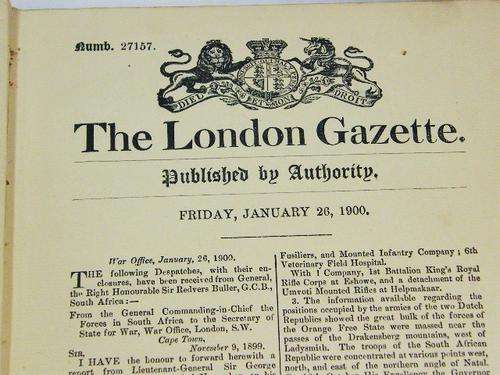 Numb. 27157.
DIEU ET MON DROIT
The London Gazette.
Published by Authority.
FRIDAY, JANUARY 26, 1900.
War Office, January, 26, 1900.
THE following Despatches, with their en-
closures, have been received from General,
the Right Honourable Sir Redvers Buller, G.C.B.,
South Africa:—
From the General Commanding-in-Chief the
Forces in South Africa to the Secretary of
State for War, War Office, London, S.W.
Cape Town,
November 9, 1899.
SIR,
I HAVE the honour to forward herewith a
report from Lieutenant-General Sir George
Fusiliers, and Mounted Infantry Company; 6th
Veterinary Field Hospital.
With 1 Company, 1st Battalion King's Royal
Rifle Corps at Eshowe, and a detachment of the
Umvoti Mounted Rifles at Helpmakaar.
3. The information available regarding the
positions occupied by the armies of the two Dutch
Republics showed the great bulk of the forces of
the Orange Free State were massed near the
passes of the Drakensberg mountains, west of
Ladysmith. The troops of the South African
Republic were concentrated at various points west,
north, and east of the northern angle of Natal.
the Governor